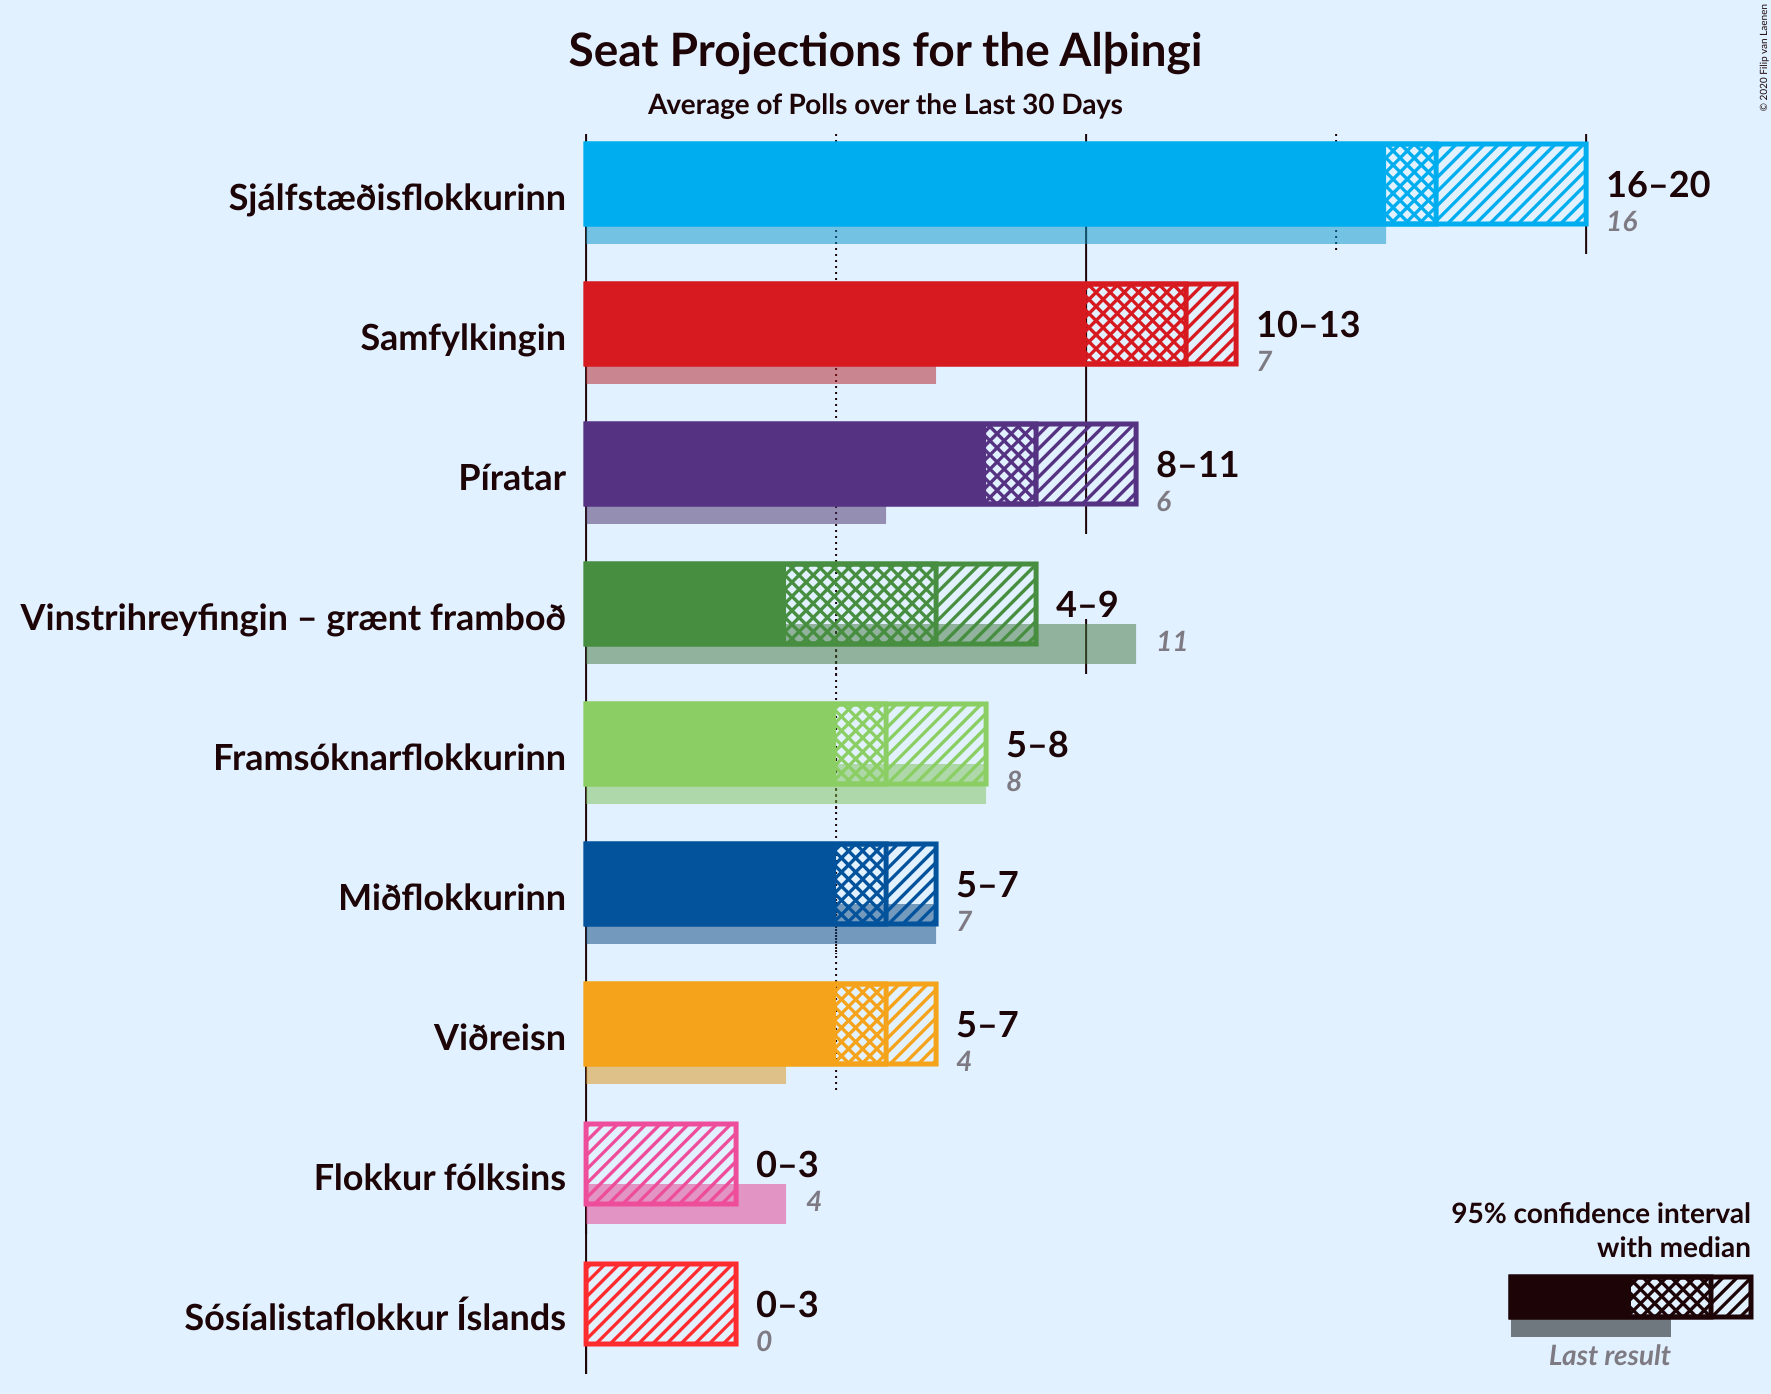 Seat Projections for the Alþingi
Average of Polls over the Last 30 Days
© 2020 Filip van Laenen
Sjálfstæðisflokkurinn
16–20
16
Samfylkingin
10–13
7
Píratar
8–11
6
Vinstrihreyfingin – grænt framboð
4–9
11
Framsóknarflokkurinn
5–8
8
Miðflokkurinn
5–7
7
Viðreisn
5–7
4
Flokkur fólksins
0–3
4
Sósíalistaflokkur Íslands
0–3
0
95% confidence interval
with median
Last result